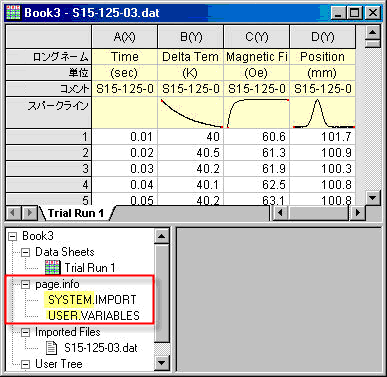 Book3 - S15-125-03.dat
A(X) B(Y) C(Y) D(Y)
ロングネーム Time Delta Tem Magnetic Fi Position
単位 (sec) (K) (Oe) (mm)
コメント S15-125-0 S15-125-0 S15-125-0 S15-125-0
スパークライン
1 0.01 40 60.6 101.7
2 0.02 40.5 61.3 100.9
3 0.03 40.2 61.9 100.3
4 0.04 40.1 62.5 100.8
5 0.05 40.2 63.1 100.8
Trial Run 1
Book3
Data Sheets
Trial Run 1
page.info
SYSTEM.IMPORT
USER.VARIABLES
Imported Files
S15-125-03.dat
User Tree